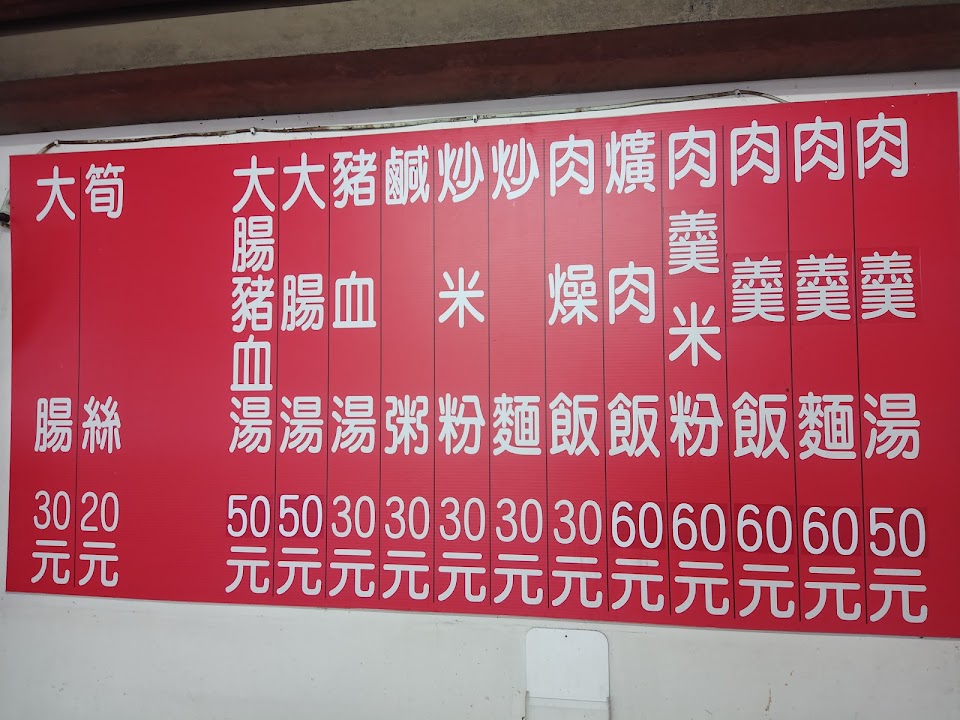 肉羹湯50元
肉羹麵60元
肉羹飯60元
肉羹米粉60元
爌肉飯60元
肉燥飯30元
炒麵30元
炒米粉30元
鹹粥30元
豬血湯30元
大腸湯50元
大腸豬血湯50元
筍絲20元
大腸30元